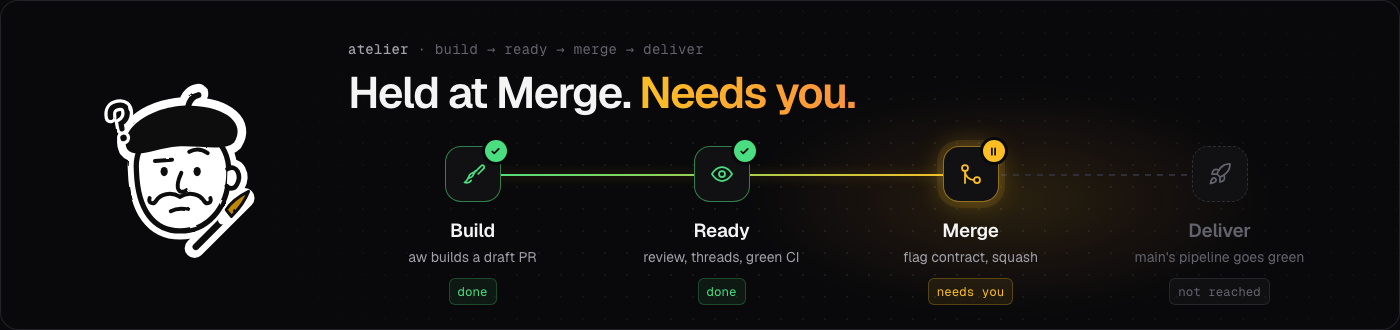 atelier · build → ready → merge → deliver
Held at Merge. Needs you.
Build
Ready
Merge
Deliver
aw builds a draft PR
review, threads, green CI
flag contract, squash
main's pipeline goes green
done
done
needs you
not reached